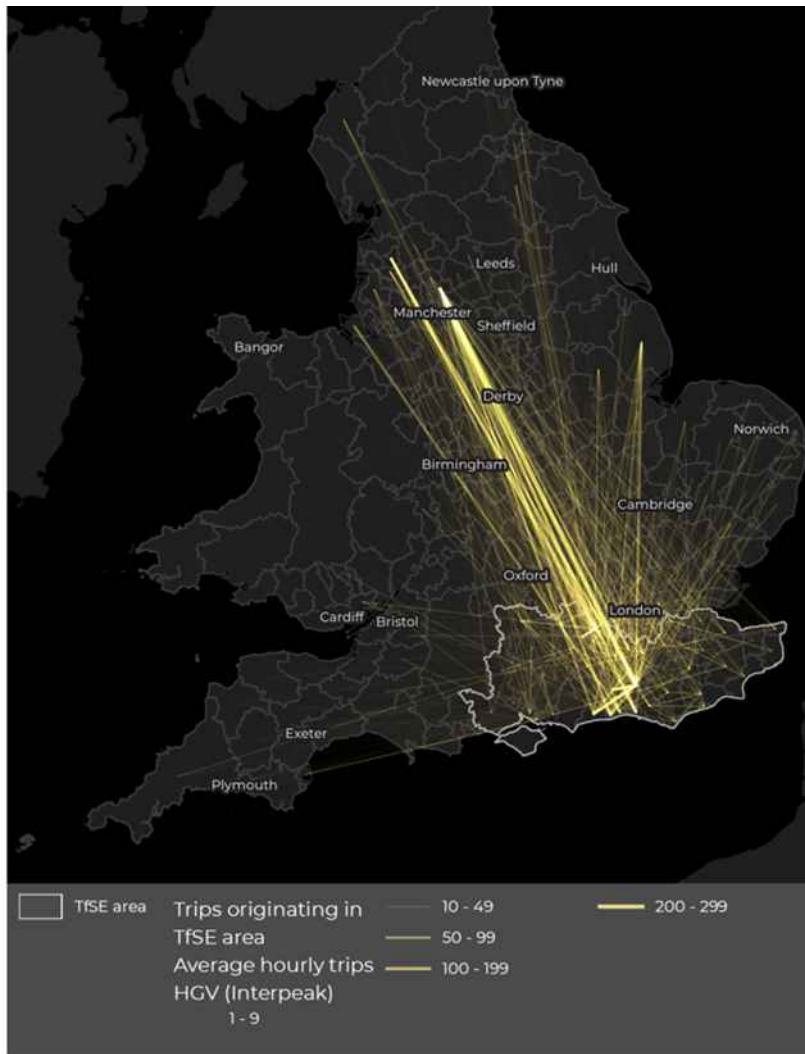 Newcastle upon Tyne
Leeds
Hull
Manchester
Sheffield
Bangor
Derby
Norwich
Birmingham
Cambridge
Oxford
London
Cardiff
Bristol
Exeter
Plymouth
TfSE area
Trips originating in
TfSE area
Average hourly trips
HGV (Interpeak)
1 - 9
10 - 49
50 - 99
100 - 199
200 - 299